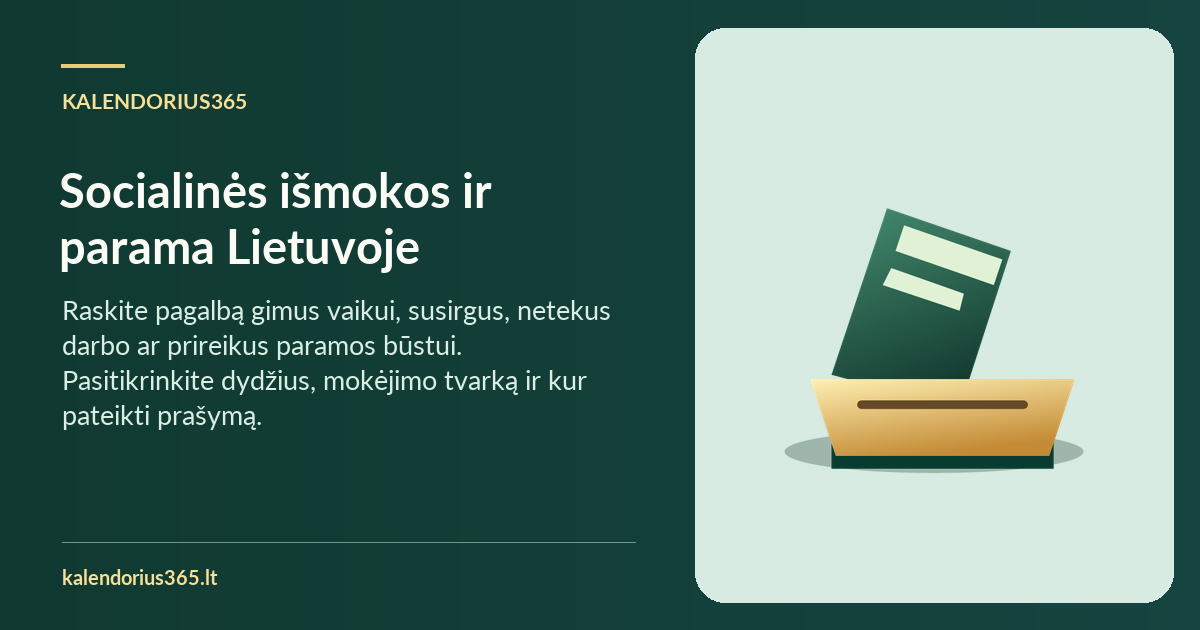 KALENDORIUS365
Socialinės išmokos ir
parama Lietuvoje
Raskite pagalbą gimus vaikui, susirgus, netekus
darbo ar prireikus paramos būstui.
Pasitikrinkite dydžius, mokėjimo tvarką ir kur
pateikti prašymą.
kalendorius365.lt